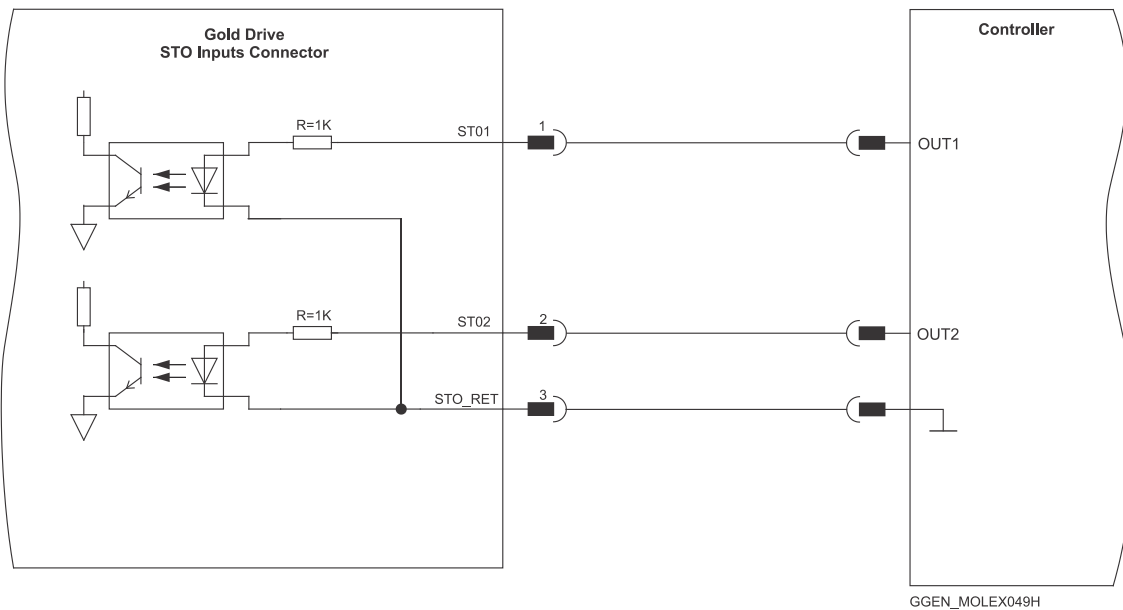 Gold Drive
STO Inputs Connector
Controller
R=1K
ST01
1
OUT1
R=1K
ST02
2
OUT2
STO_RET
3
GGEN_MOLEX049H